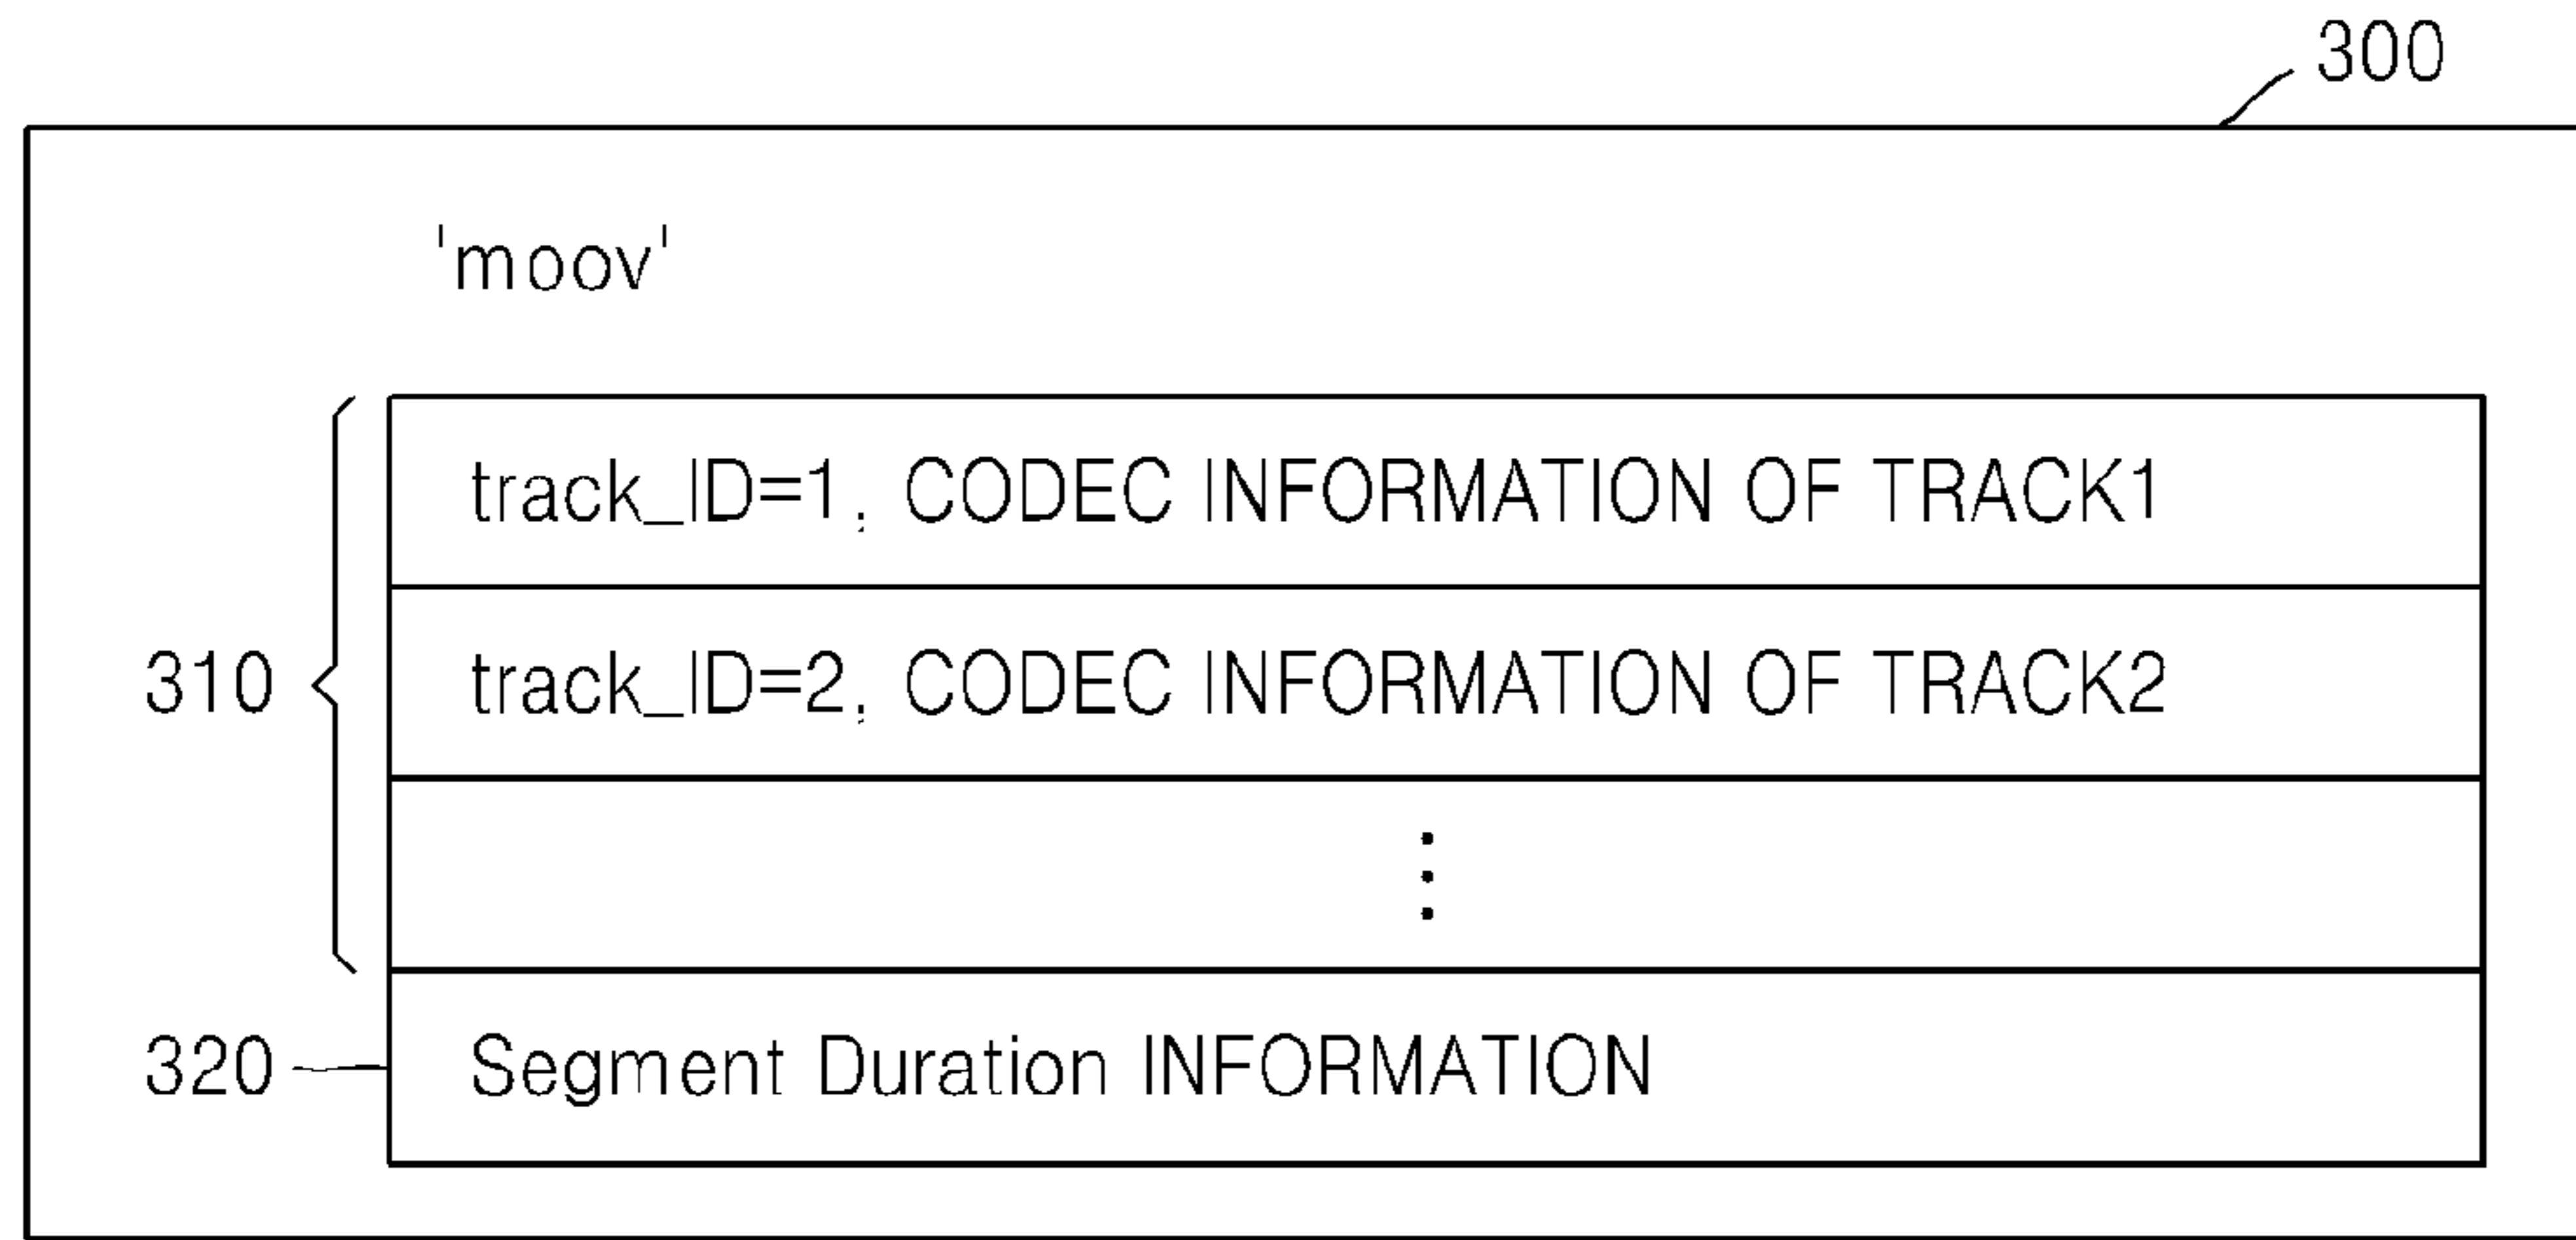 300
'moov'
track_ID=1, CODEC INFORMATION OF TRACK1
310
track_ID=2, CODEC INFORMATION OF TRACK2
320
Segment Duration INFORMATION